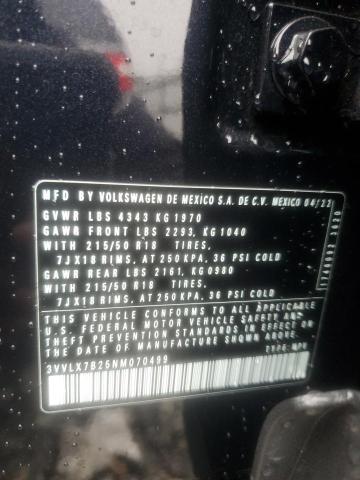 MFD BY VOLKSWAGEN DE MEXICO S.A. DE C.V. MEXICO 04/22
GVWR LBS 4343 KG 1970
GAWR FRONT LBS 2293, KG 1040
WITH 215/50 R18 TIRES,
7JX18 RIMS, AT 250 KPA, 36 PSI COLD
GAWR REAR LBS 2161, KG 0980
WITH 215/50 R18 TIRES,
7JX18 RIMS, AT 250 KPA, 36 PSI COLD
THIS VEHICLE CONFORMS TO ALL APPLICABLE
U.S. FEDERAL MOTOR VEHICLE SAFETY AND
THEFT PREVENTION STANDARDS IN EFFECT ON
DATE OF MANUFACTURE SHOWN ABOVE.
3VVLX7B25NM070499 TYPE: MPV